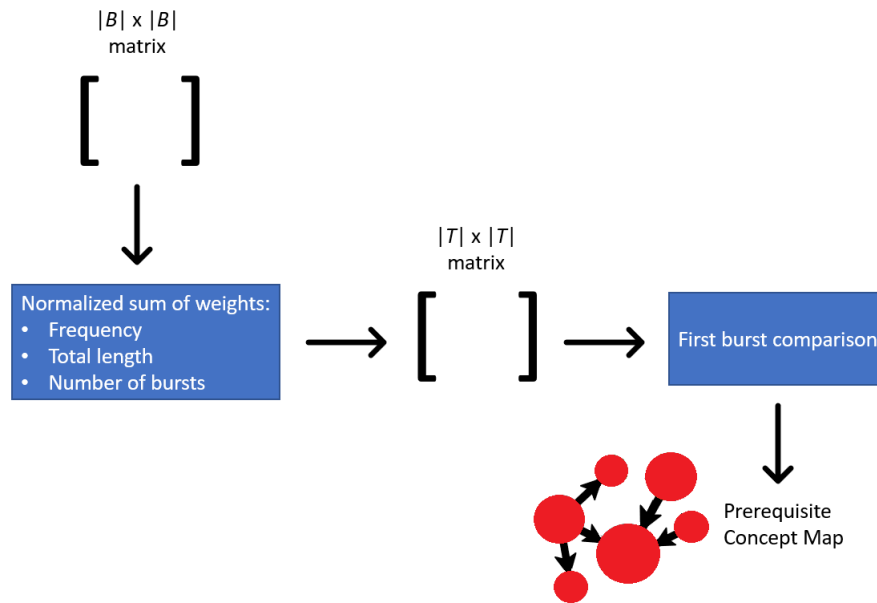 |B| x |B|
matrix
|T| x |T|
matrix
Normalized sum of weights:
• Frequency
• Total length
• Number of bursts
First burst comparison
Prerequisite
Concept Map